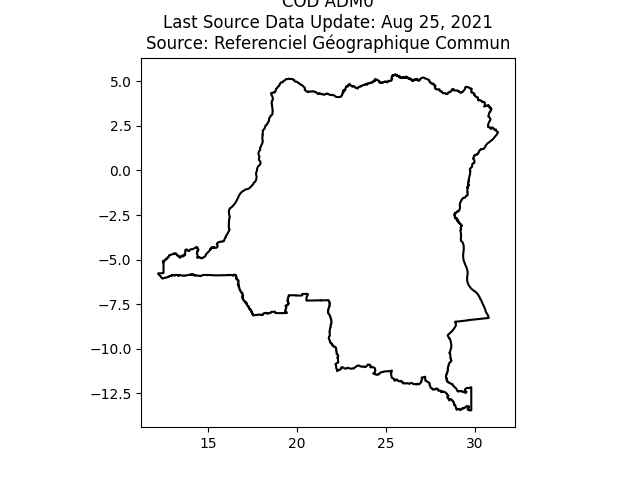 COD ADM0
Last Source Data Update: Aug 25, 2021
Source: Referenciel Géographique Commun
5.0
2.5
0.0
−2.5
−5.0
−7.5
−10.0
−12.5
15 20 25 30